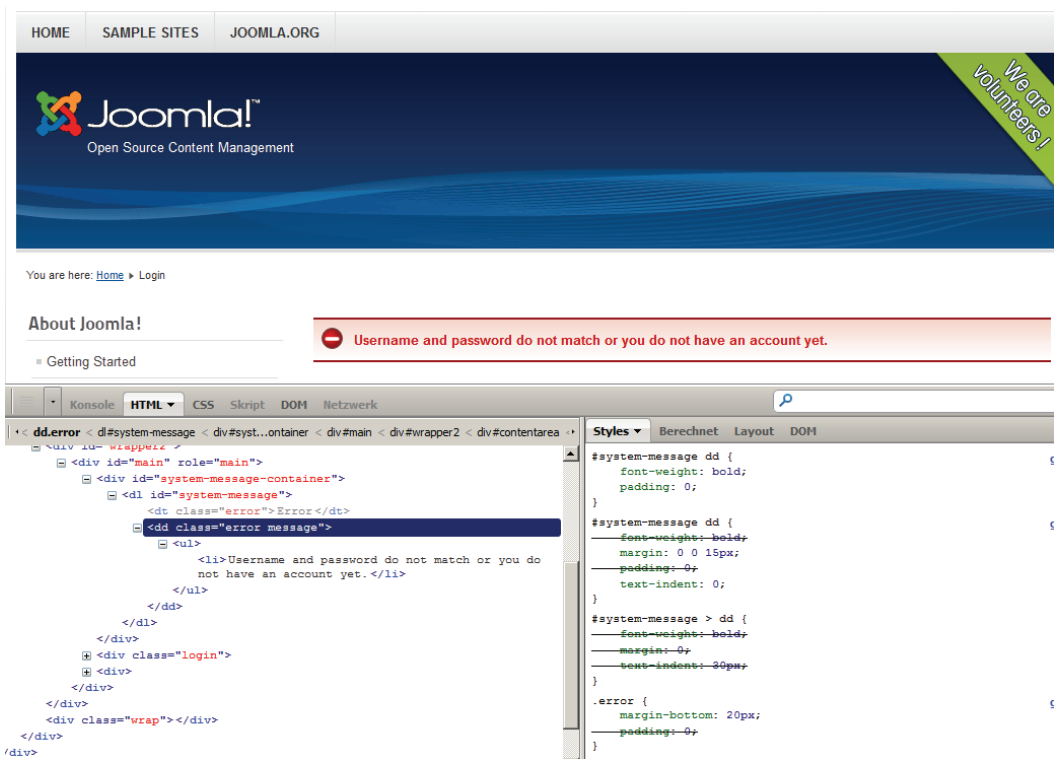 HOME SAMPLE SITES JOOMLA.ORG
We are
volunteers!
Joomla!™
Open Source Content Management
You are here: Home ▸ Login
About Joomla!
Getting Started
Username and password do not match or you do not have an account yet.
Konsole HTML ▾ CSS Skript DOM Netzwerk
< dd.error < dl#system-message < div#syst...ontainer < div#main < div#wrapper2 < div#contentarea
<div id="wrapper2">
<div id="main" role="main">
<div id="system-message-container">
<dl id="system-message">
<dt class="error">Error</dt>
<dd class="error message">
<ul>
<li>Username and password do not match or you do
not have an account yet.</li>
</ul>
</dd>
</dl>
</div>
<div class="login">
<div>
</div>
</div>
<div class="wrap"></div>
</div>
/div>
Styles ▾ Berechnet Layout DOM
#system-message dd {
font-weight: bold;
padding: 0;
}
#system-message dd {
font-weight: bold;
margin: 0 0 15px;
padding: 0;
text-indent: 0;
}
#system-message > dd {
font-weight: bold;
margin: 0;
text-indent: 30px;
}
.error {
margin-bottom: 20px;
padding: 0;
}